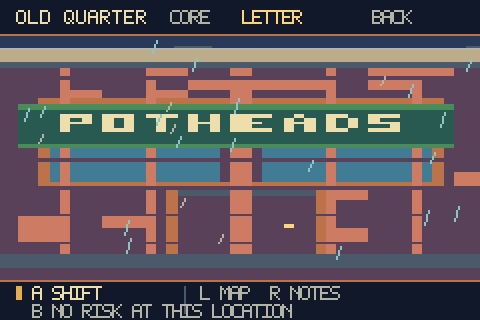 OLD QUARTER CORE LETTER BACK
POTHEADS
A SHIFT L MAP R NOTES
B NO RISK AT THIS LOCATION